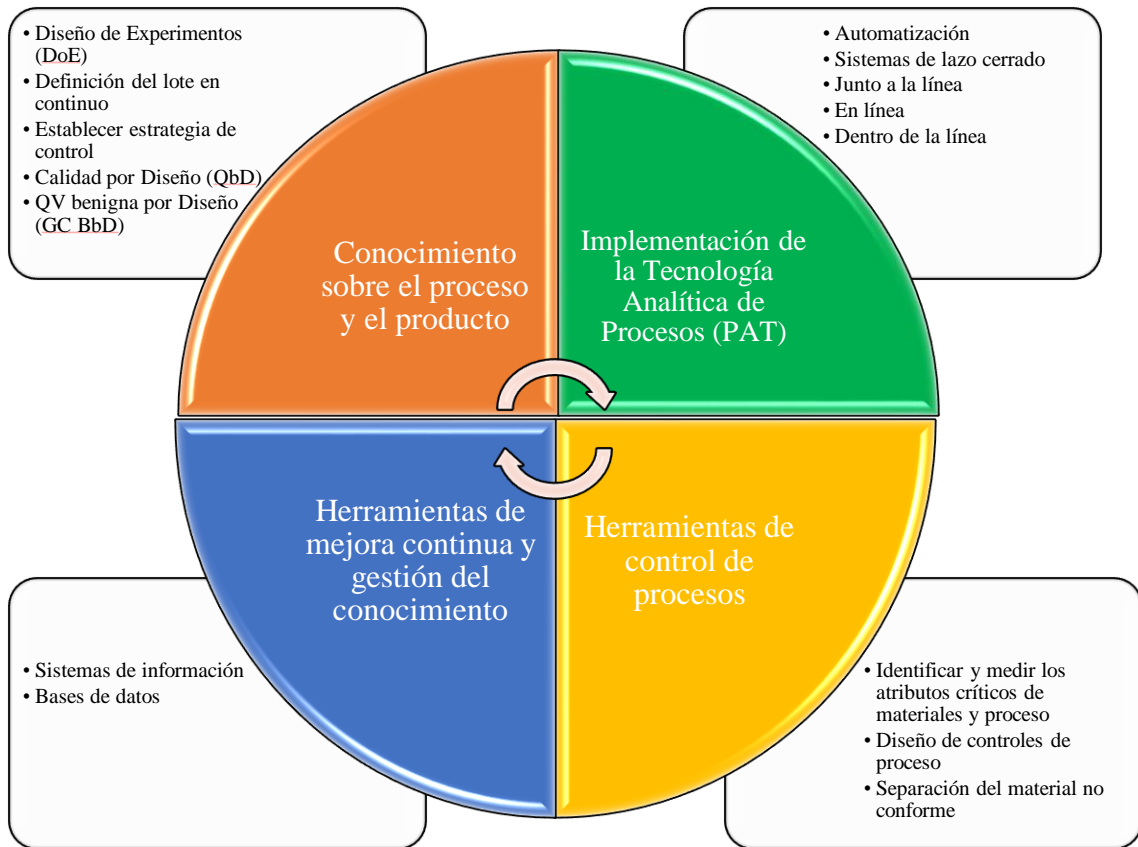 • Diseño de Experimentos
(DoE)
• Definición del lote en
continuo
• Establecer estrategia de
control
• Calidad por Diseño (QbD)
• QV benigna por Diseño
(GC BbD)
• Automatización
• Sistemas de lazo cerrado
• Junto a la línea
• En línea
• Dentro de la línea
Conocimiento
sobre el proceso
y el producto
Implementación de
la Tecnología
Analítica de
Procesos (PAT)
Herramientas de
mejora continua y
gestión del
conocimiento
Herramientas de
control de
procesos
• Sistemas de información
• Bases de datos
• Identificar y medir los
atributos críticos de
materiales y proceso
• Diseño de controles de
proceso
• Separación del material no
conforme